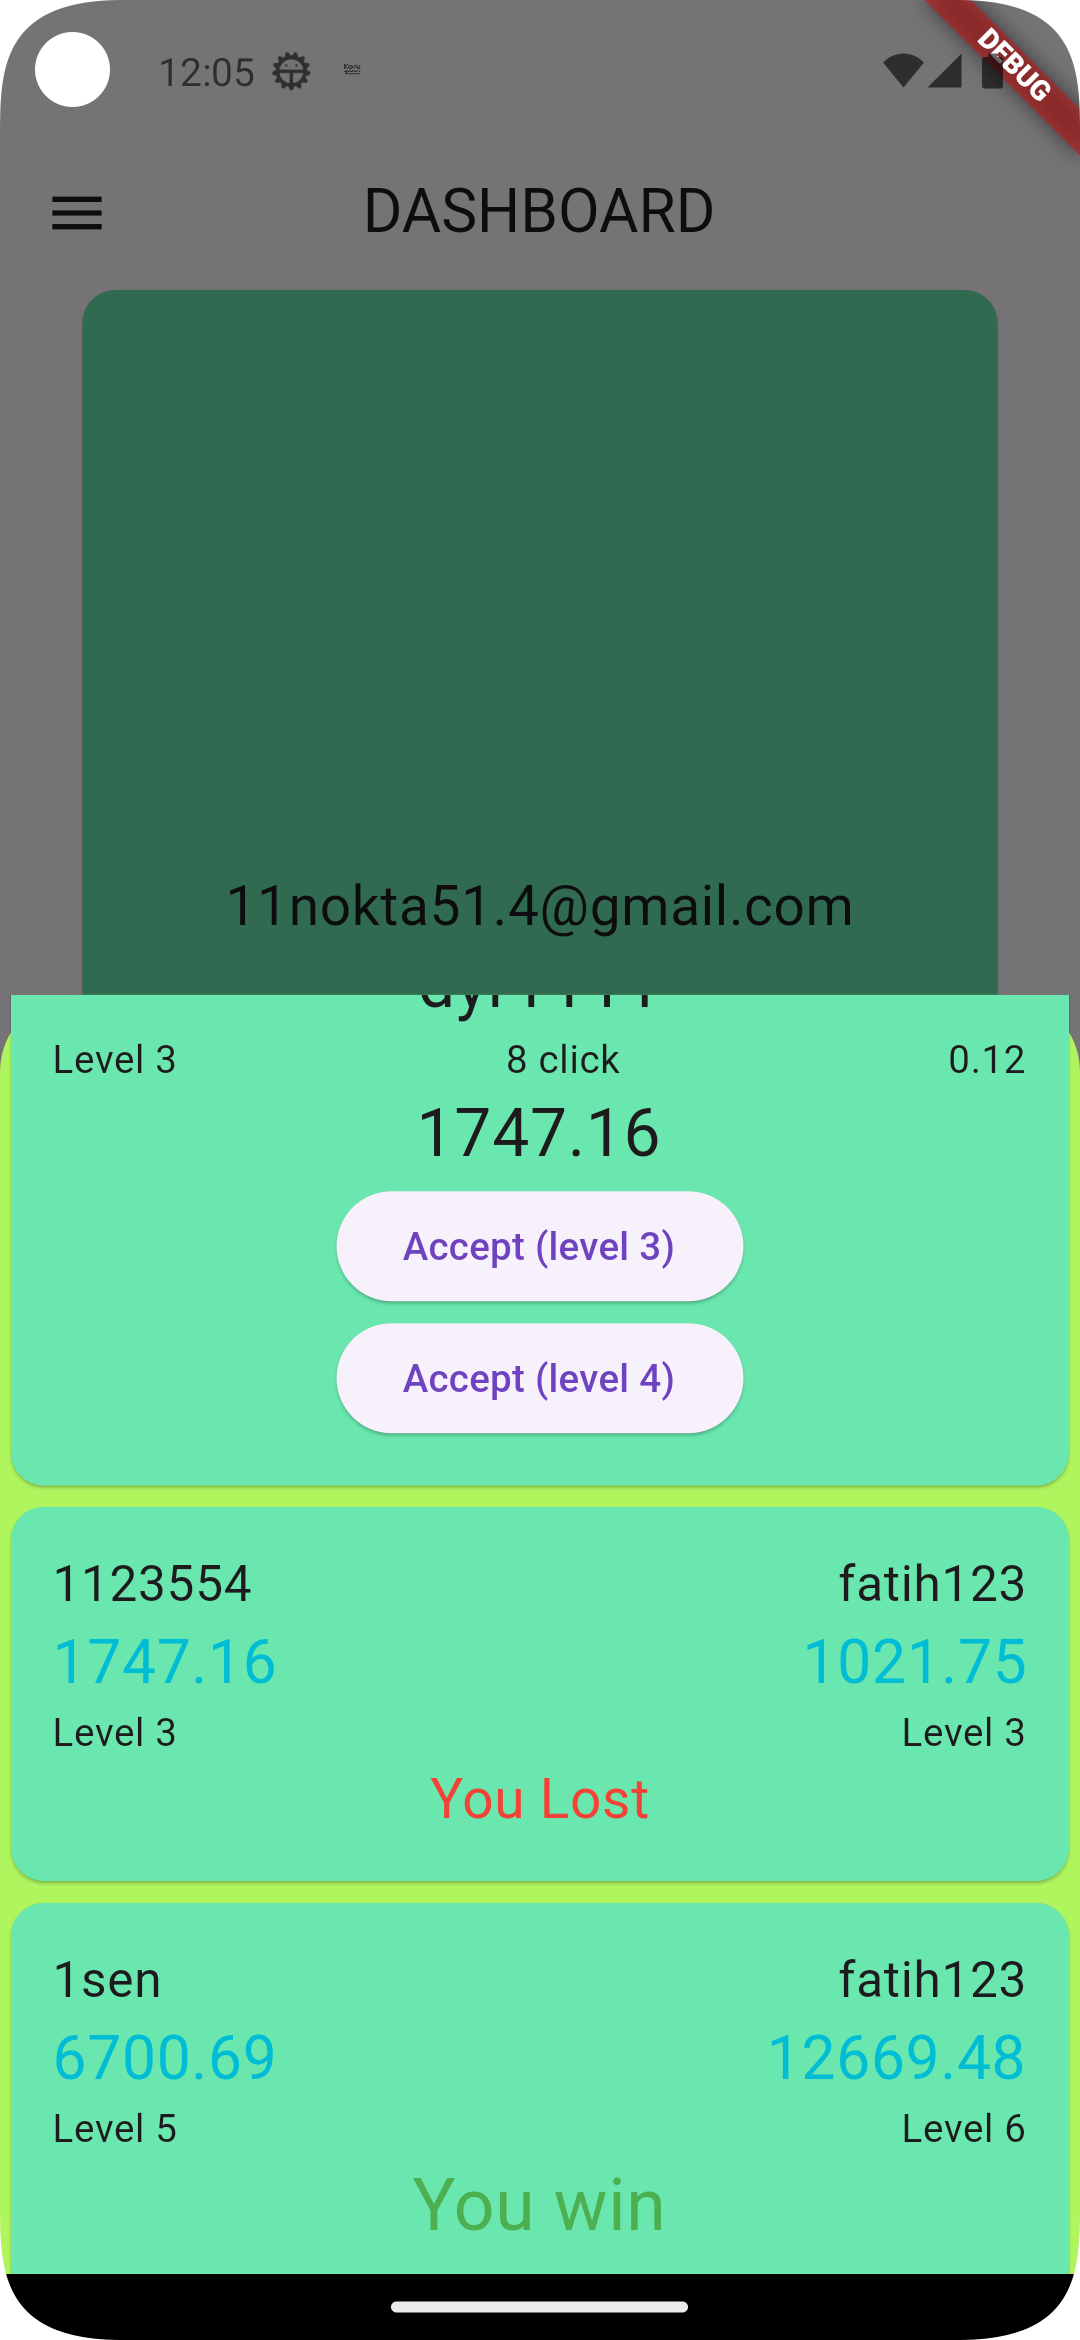 12:05
DEBUG
DASHBOARD
11nokta51.4@gmail.com
Level 3 8 click 0.12
1747.16
Accept (level 3)
Accept (level 4)
1123554 fatih123
1747.16 1021.75
Level 3 Level 3
You Lost
1sen fatih123
6700.69 12669.48
Level 5 Level 6
You win